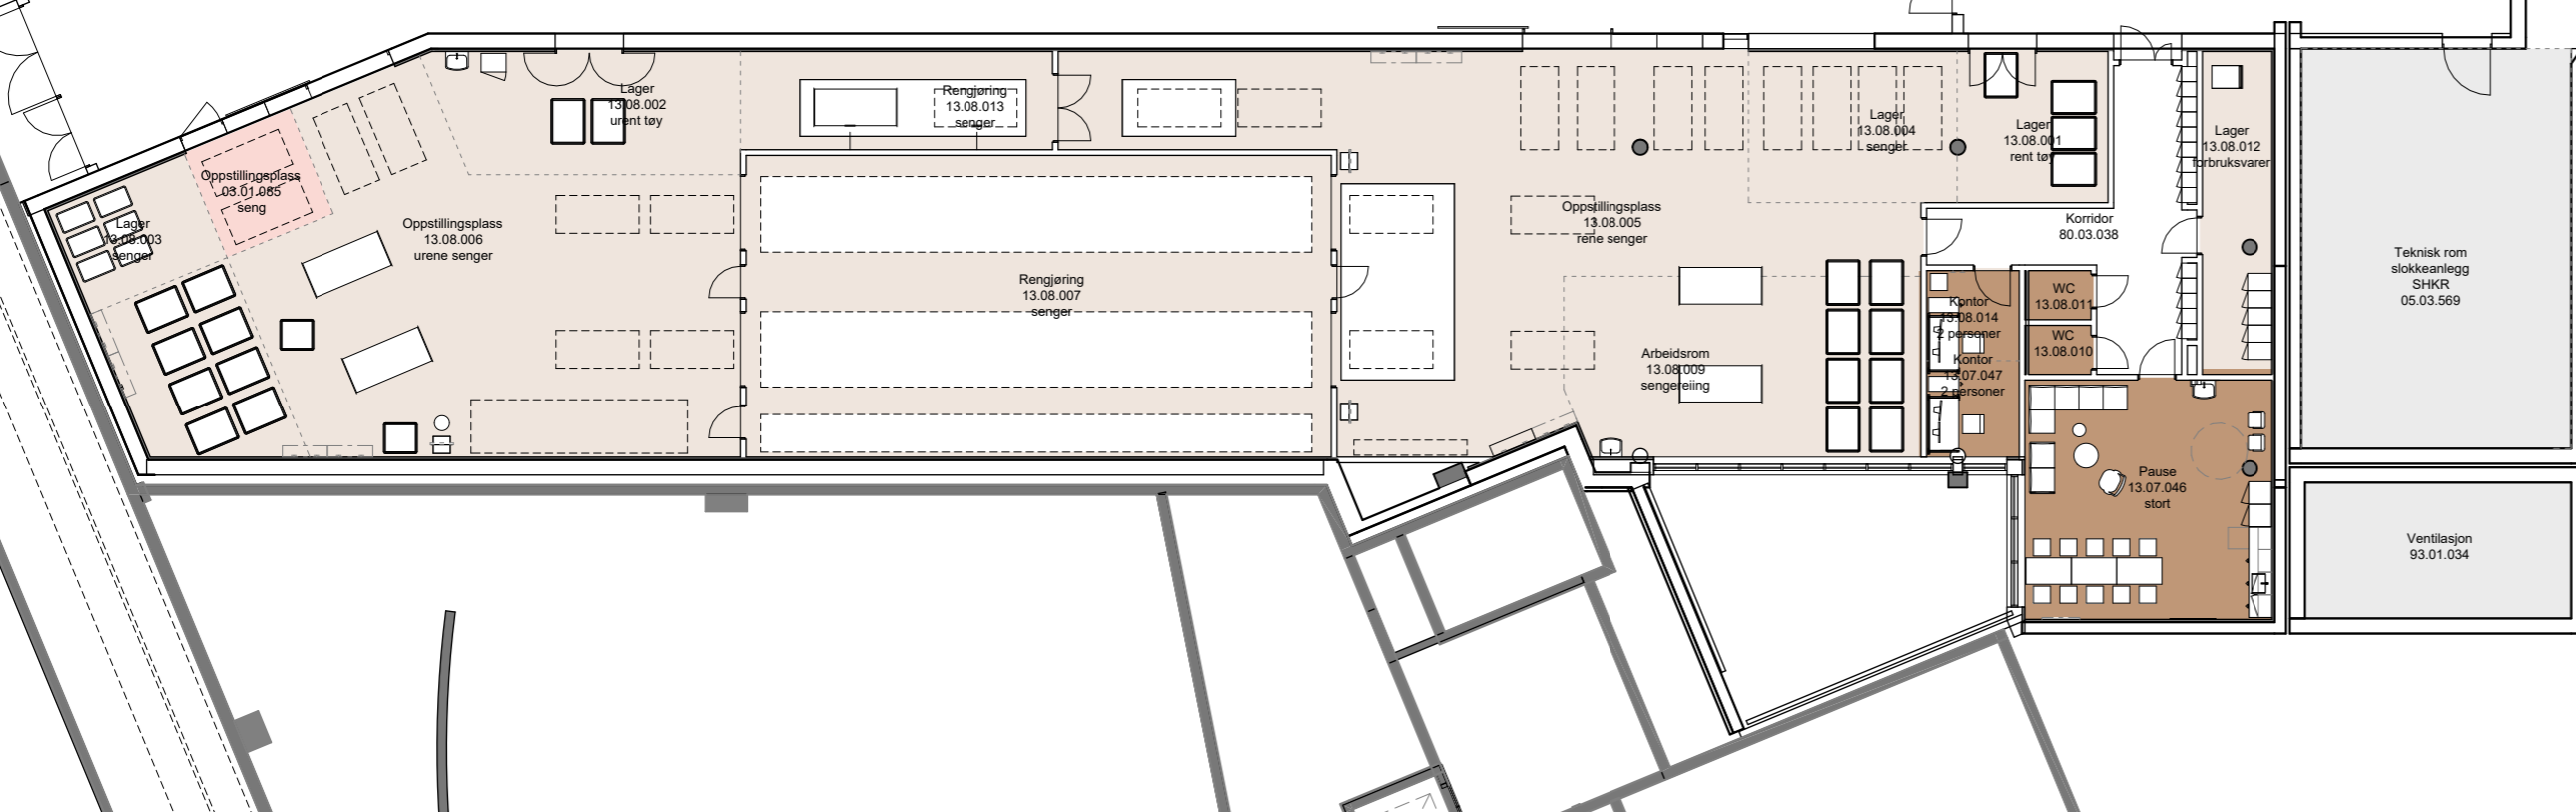 Lager
13.08.002
urent tøy
Rengjøring
13.08.013
senger
Lager
13.08.004
senger
Lager
13.08.001
rent tøy
Lager
13.08.012
forbruksvarer
Oppstillingsplass
03.01.085
seng
Lager
13.08.003
senger
Oppstillingsplass
13.08.006
urene senger
Oppstillingsplass
13.08.005
rene senger
Korridor
80.03.038
Rengjøring
13.08.007
senger
Teknisk rom
slokkeanlegg
SHKR
05.03.569
Kontor
13.08.014
2 personer
WC
13.08.011
WC
13.08.010
Arbeidsrom
13.08.009
sengereiing
Kontor
13.07.047
2 personer
Pause
13.07.046
stort
Ventilasjon
93.01.034